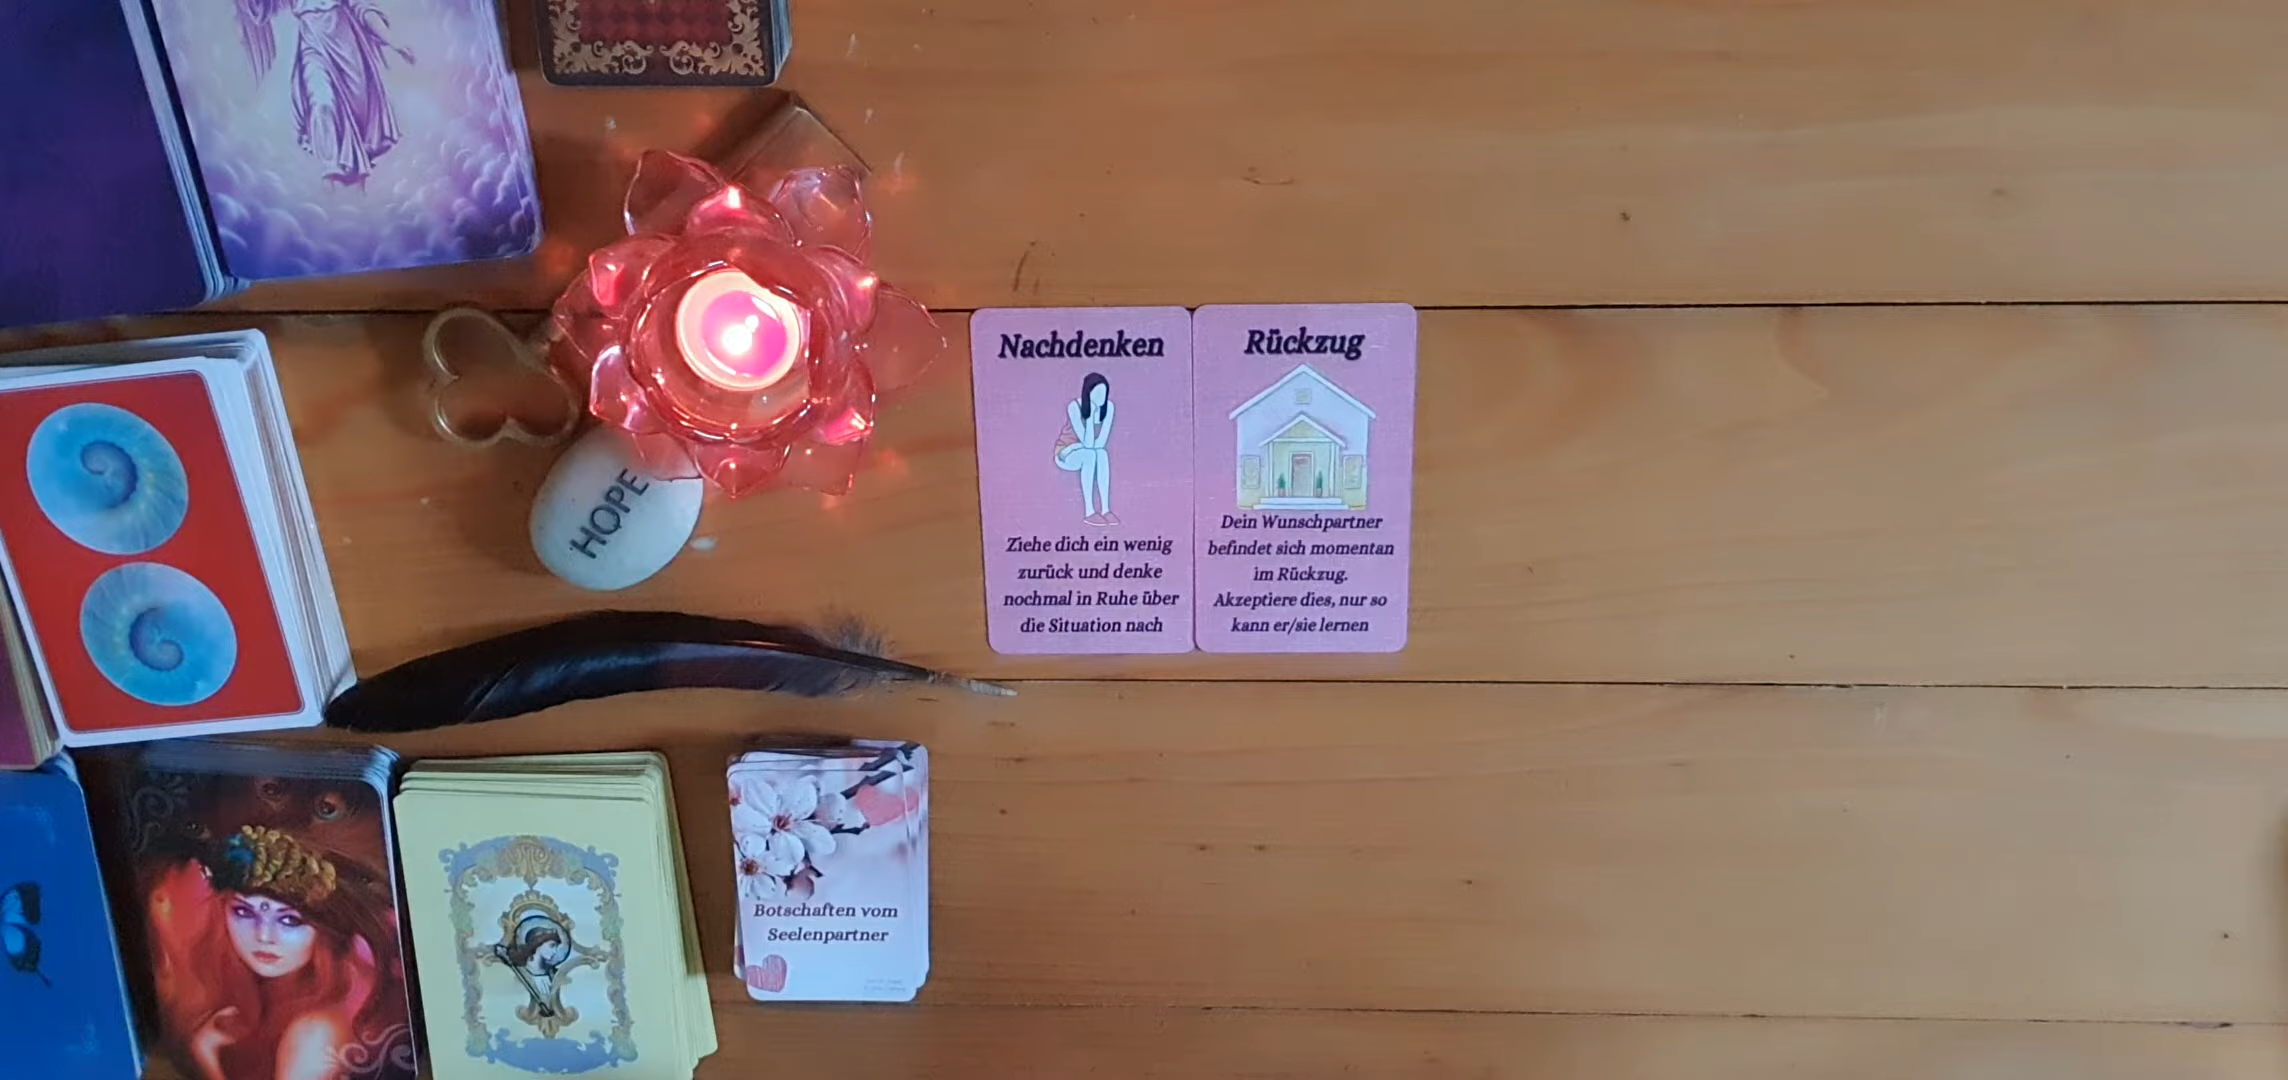 HOPE
Nachdenken
Ziehe dich ein wenig
zurück und denke
nochmal in Ruhe über
die Situation nach
Rückzug
Dein Wunschpartner
befindet sich momentan
im Rückzug.
Akzeptiere dies, nur so
kann er/sie lernen
Botschaften vom
Seelenpartner